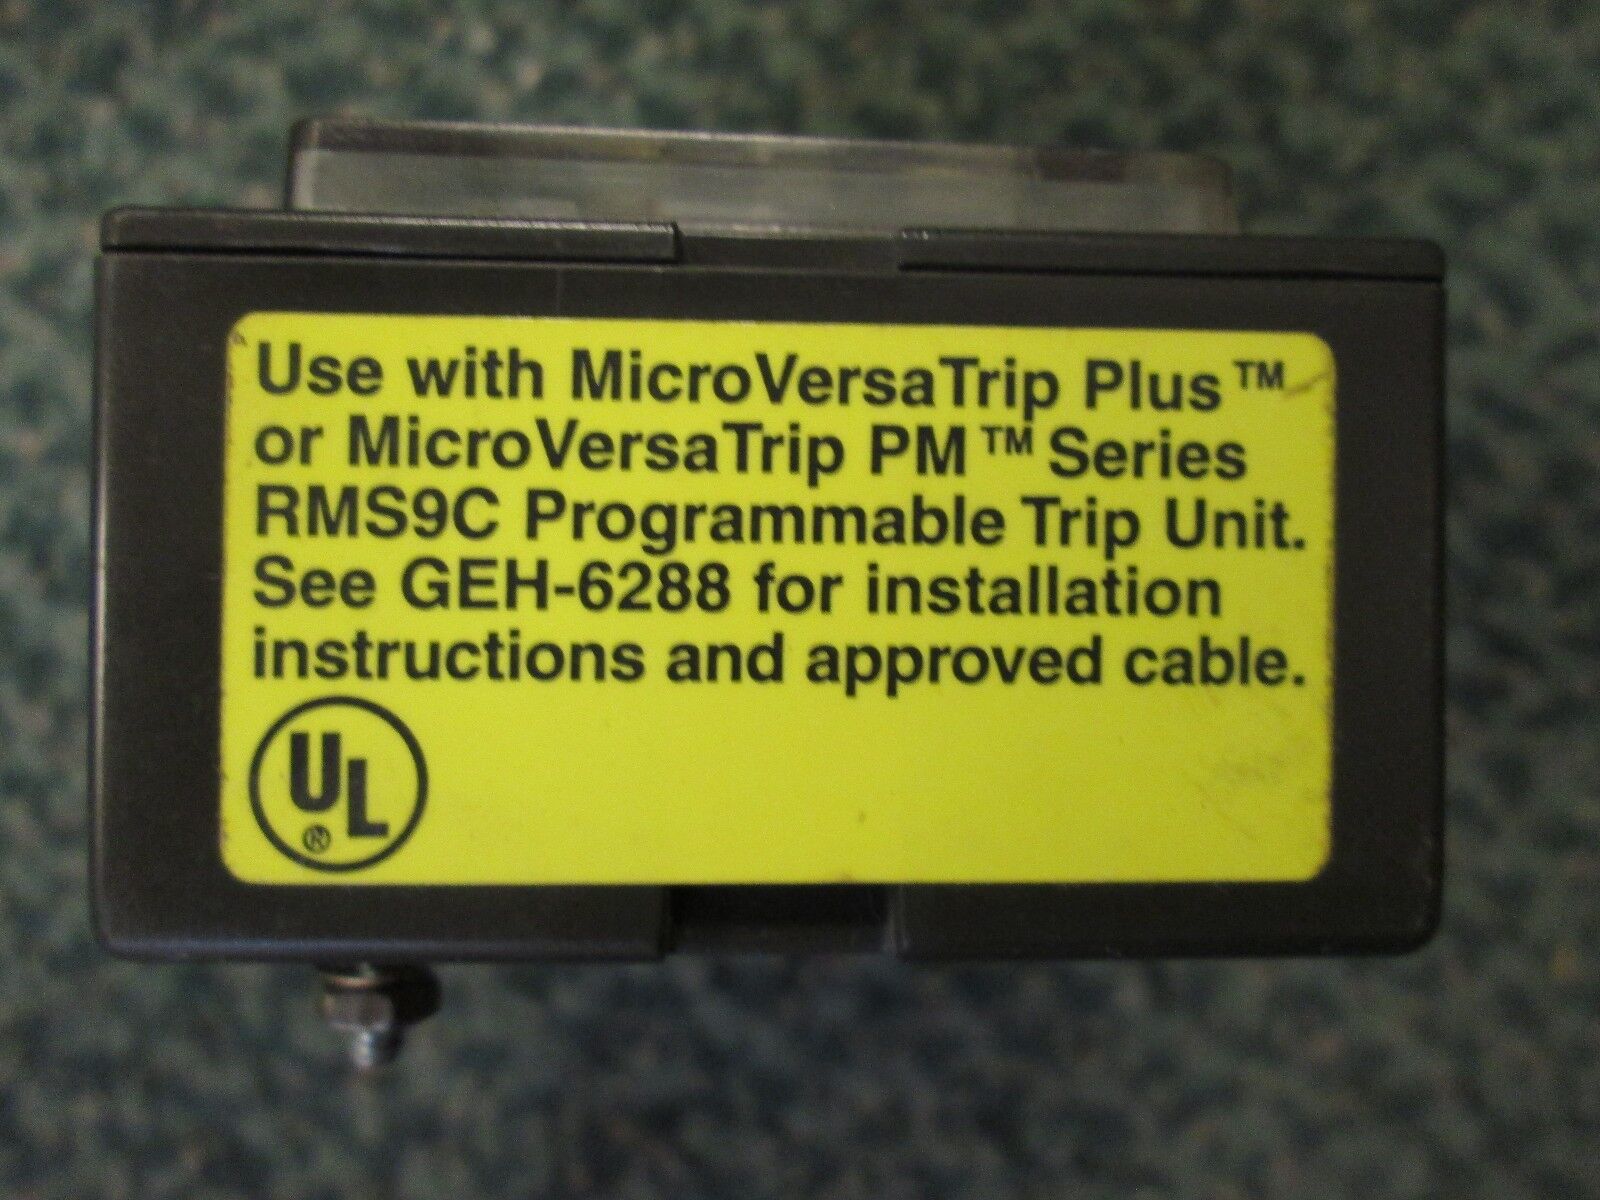 Use with MicroVersaTrip Plus™
or MicroVersaTrip PM™ Series
RMS9C Programmable Trip Unit.
See GEH-6288 for installation
instructions and approved cable.
UL
®